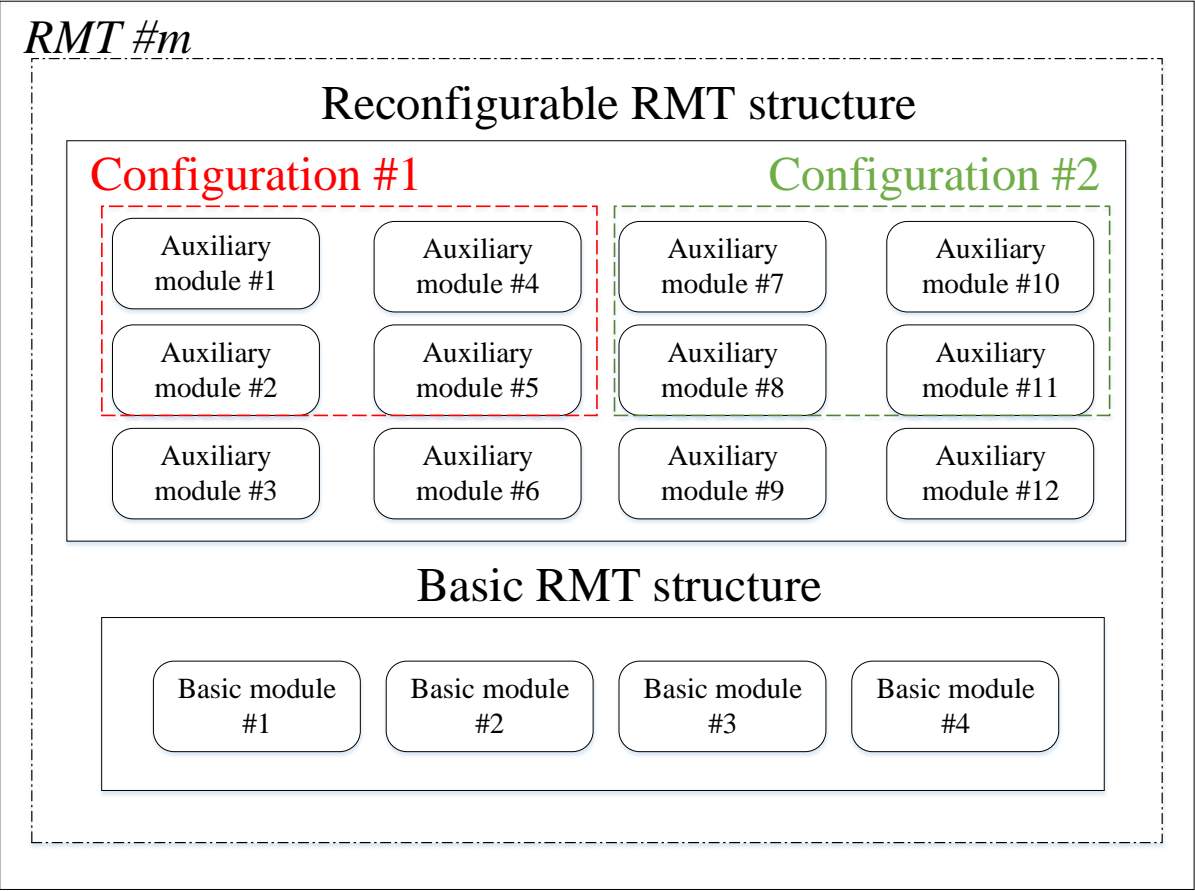 RMT #m
Reconfigurable RMT structure
Configuration #1
Configuration #2
Auxiliary
module #1
Auxiliary
module #4
Auxiliary
module #7
Auxiliary
module #10
Auxiliary
module #2
Auxiliary
module #5
Auxiliary
module #8
Auxiliary
module #11
Auxiliary
module #3
Auxiliary
module #6
Auxiliary
module #9
Auxiliary
module #12
Basic RMT structure
Basic module
#1
Basic module
#2
Basic module
#3
Basic module
#4